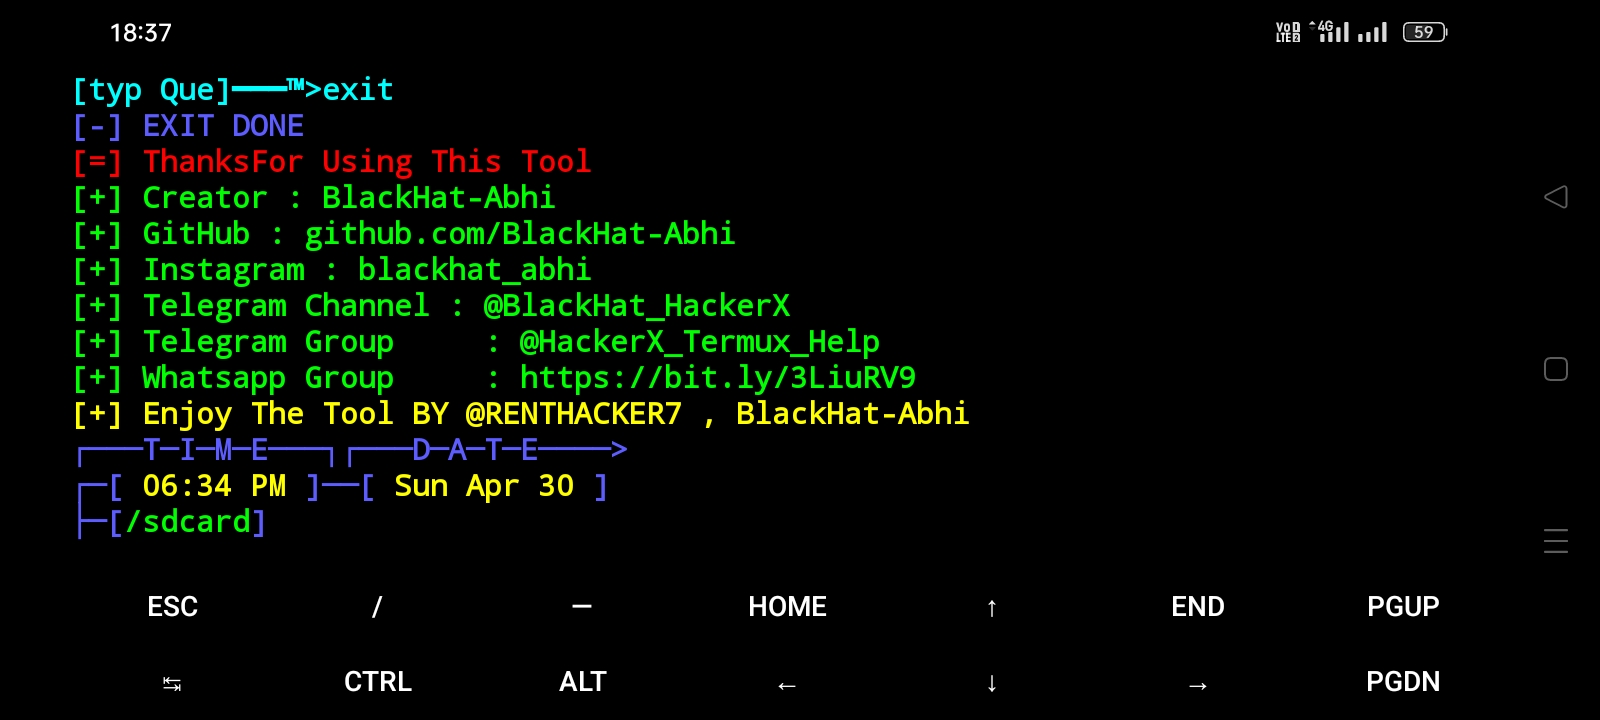 18:37
VoD LTE2 4G 59
[typ Que]━━━™>exit
[-] EXIT DONE
[=] ThanksFor Using This Tool
[+] Creator : BlackHat-Abhi
[+] GitHub : github.com/BlackHat-Abhi
[+] Instagram : blackhat_abhi
[+] Telegram Channel : @BlackHat_HackerX
[+] Telegram Group     : @HackerX_Termux_Help
[+] Whatsapp Group     : https://bit.ly/3LiuRV9
[+] Enjoy The Tool BY @RENTHACKER7 , BlackHat-Abhi
┌───T─I─M─E───┐┌───D─A─T─E────>
┌─[ 06:34 PM ]──[ Sun Apr 30 ]
├─[/sdcard]
ESC / — HOME ↑ END PGUP
↹ CTRL ALT ← ↓ → PGDN